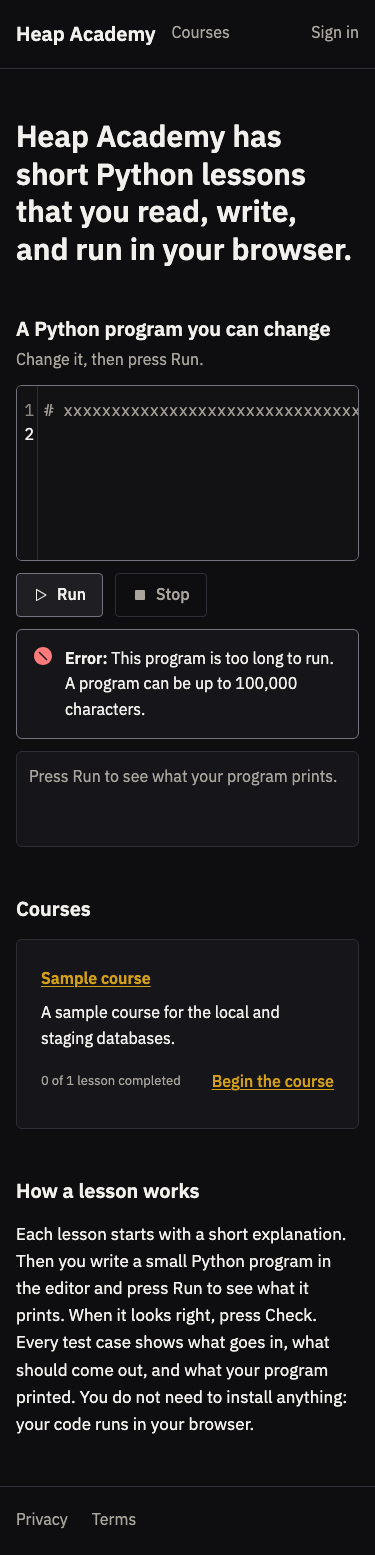 Heap Academy Courses Sign in
Heap Academy has
short Python lessons
that you read, write,
and run in your browser.
A Python program you can change
Change it, then press Run.
1 # xxxxxxxxxxxxxxxxxxxxxxxxxxxxxxx
2
Run Stop
Error: This program is too long to run.
A program can be up to 100,000
characters.
Press Run to see what your program prints.
Courses
Sample course
A sample course for the local and
staging databases.
0 of 1 lesson completed Begin the course
How a lesson works
Each lesson starts with a short explanation.
Then you write a small Python program in
the editor and press Run to see what it
prints. When it looks right, press Check.
Every test case shows what goes in, what
should come out, and what your program
printed. You do not need to install anything:
your code runs in your browser.
Privacy Terms